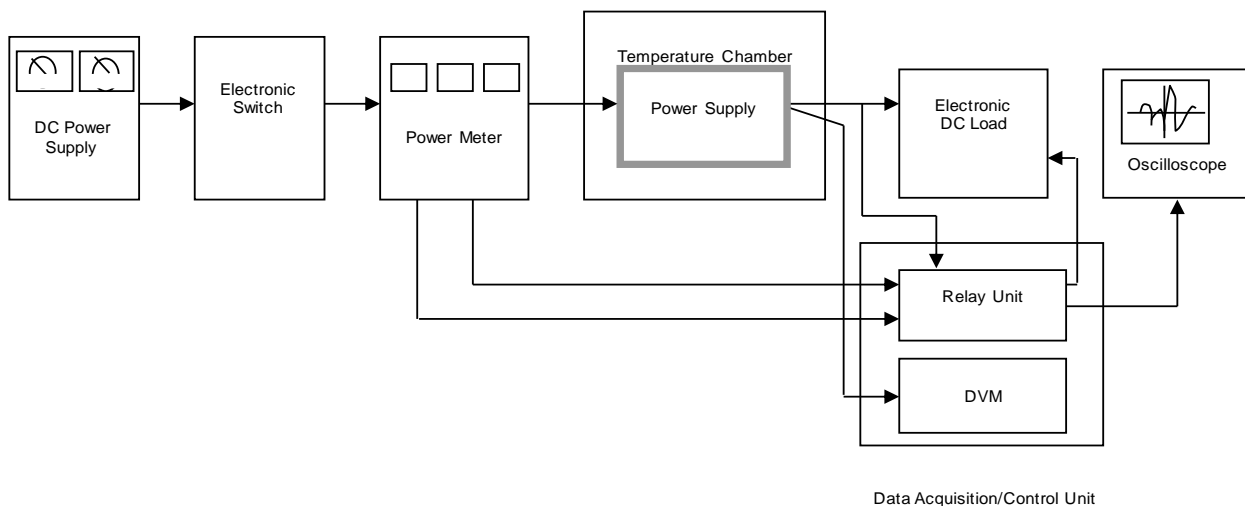 DC Power
Supply
Electronic
Switch
Power Meter
Temperature Chamber
Power Supply
Electronic
DC Load
Oscilloscope
Relay Unit
DVM
Data Acquisition/Control Unit